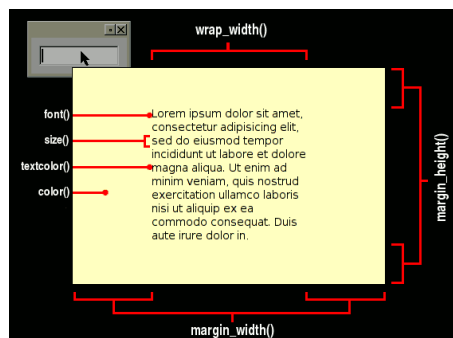 wrap_width()
font()
size()
textcolor()
color()
Lorem ipsum dolor sit amet,
consectetur adipisicing elit,
sed do eiusmod tempor
incididunt ut labore et dolore
magna aliqua. Ut enim ad
minim veniam, quis nostrud
exercitation ullamco laboris
nisi ut aliquip ex ea
commodo consequat. Duis
aute irure dolor in.
margin_height()
margin_width()